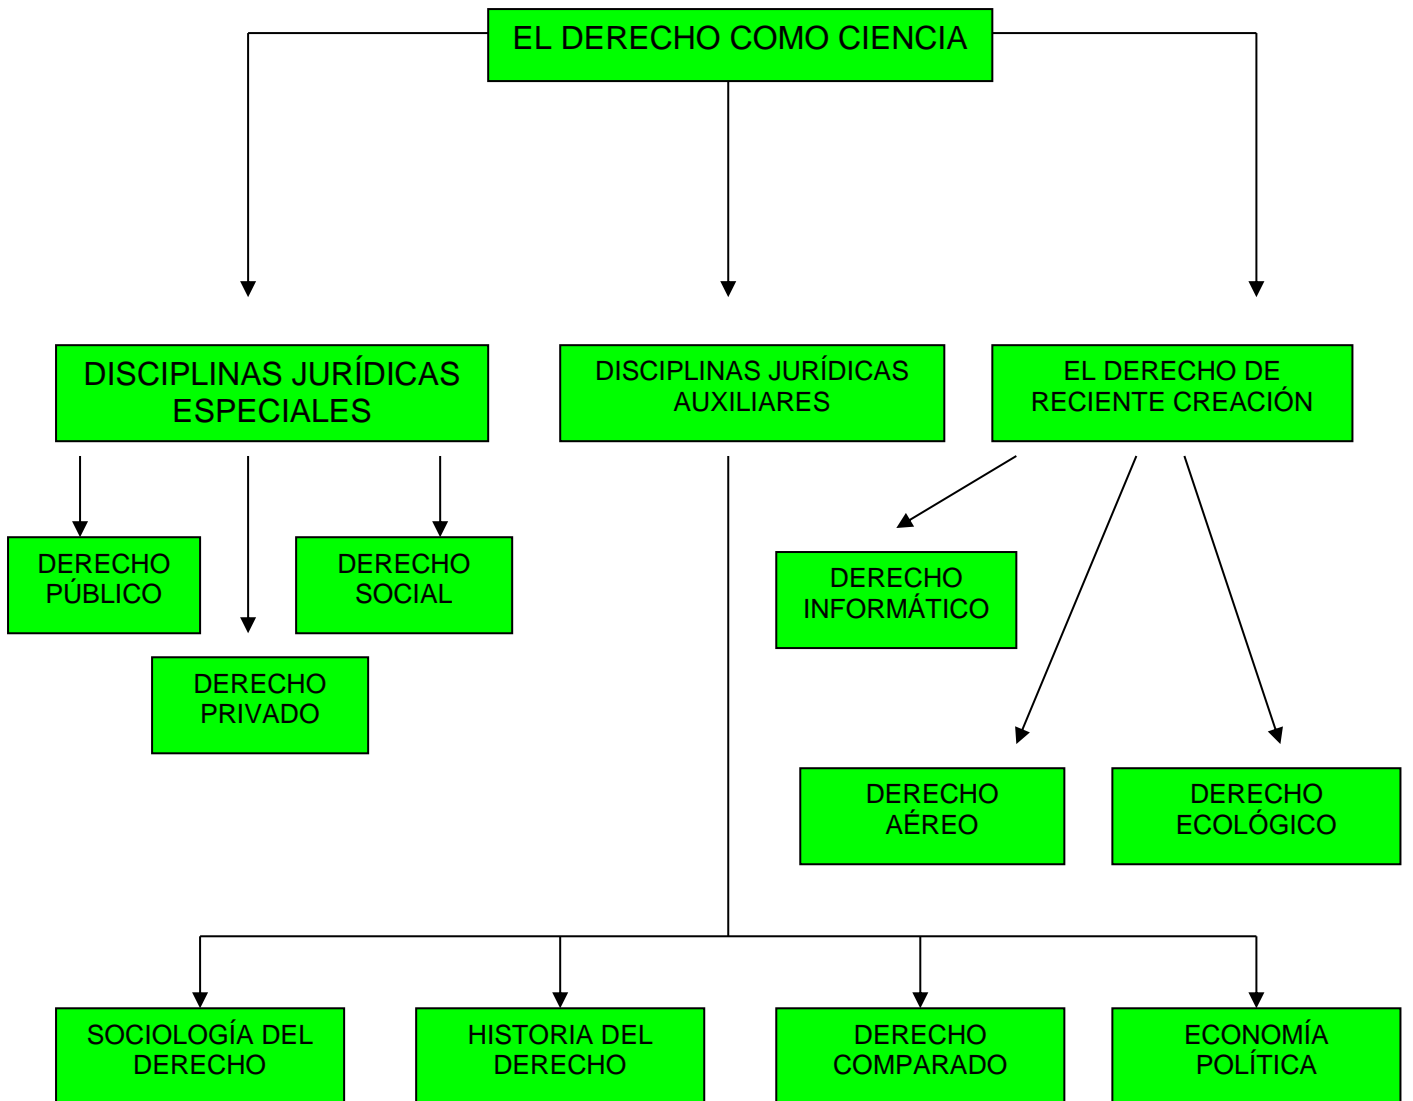 EL DERECHO COMO CIENCIA
DISCIPLINAS JURÍDICAS
ESPECIALES
DISCIPLINAS JURÍDICAS
AUXILIARES
EL DERECHO DE
RECIENTE CREACIÓN
DERECHO
PÚBLICO
DERECHO
SOCIAL
DERECHO
INFORMÁTICO
DERECHO
PRIVADO
DERECHO
AÉREO
DERECHO
ECOLÓGICO
SOCIOLOGÍA DEL
DERECHO
HISTORIA DEL
DERECHO
DERECHO
COMPARADO
ECONOMÍA
POLÍTICA